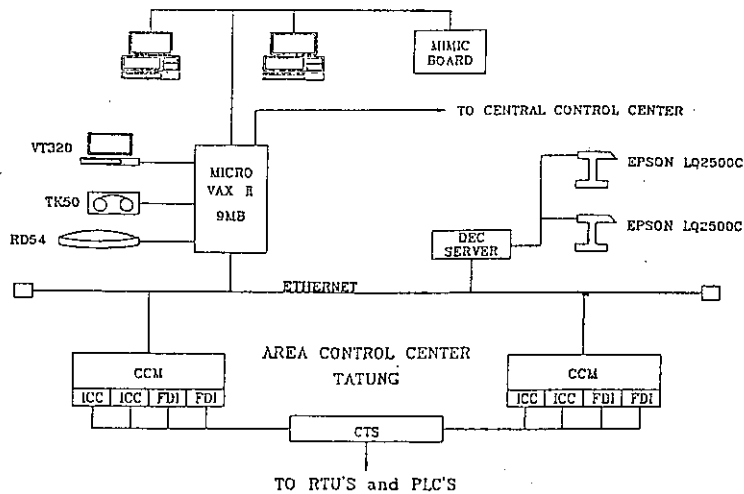 MIMIC
BOARD
TO CENTRAL CONTROL CENTER
VT320
MICRO
VAX II
9MB
EPSON LQ2500C
TK50
EPSON LQ2500C
RD54
DEC
SERVER
ETHERNET
AREA CONTROL CENTER
TATUNG
CCM
ICC ICC FDI FDI
CCM
ICC ICC FDI FDI
CTS
TO RTU'S and PLC'S